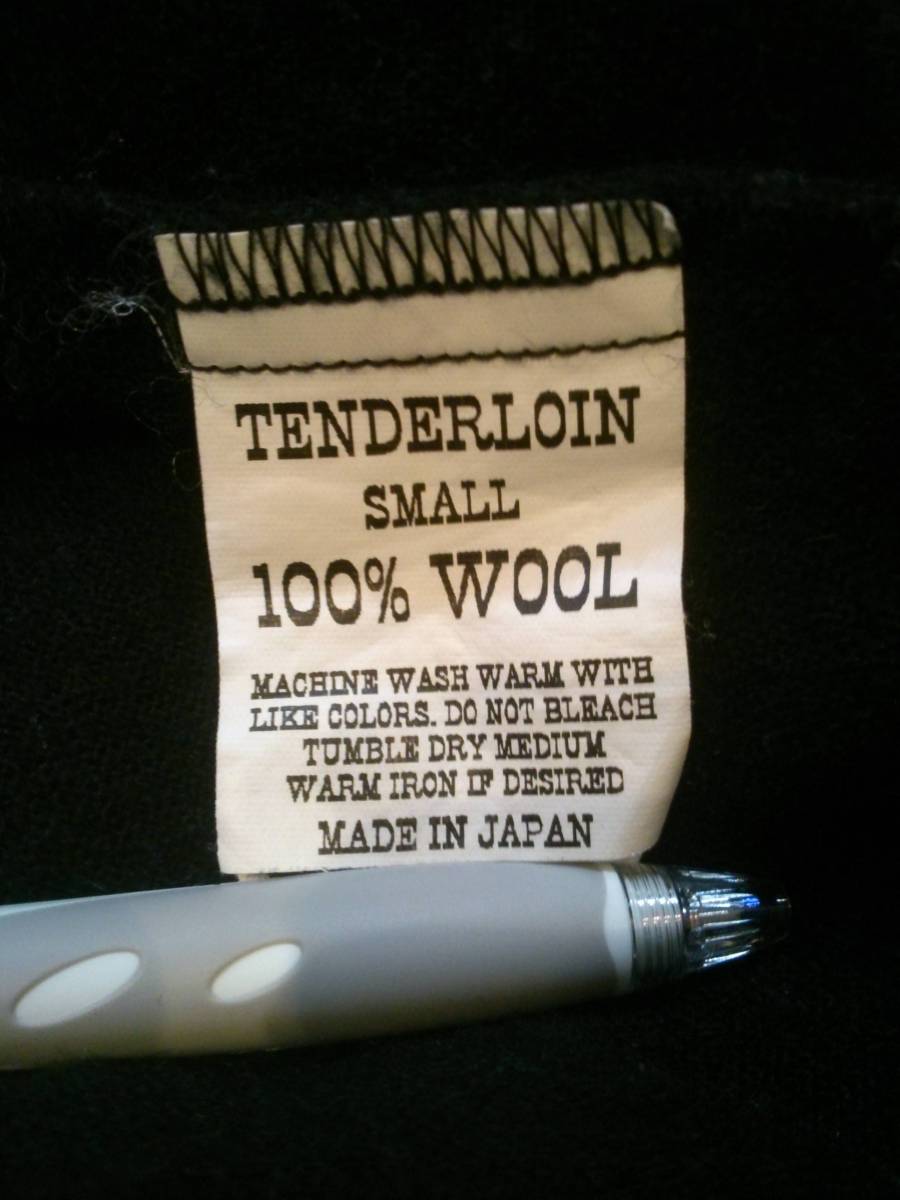 TENDERLOIN
SMALL
100% WOOL
MACHINE WASH WARM WITH
LIKE COLORS. DO NOT BLEACH
TUMBLE DRY MEDIUM
WARM IRON IF DESIRED
MADE IN JAPAN